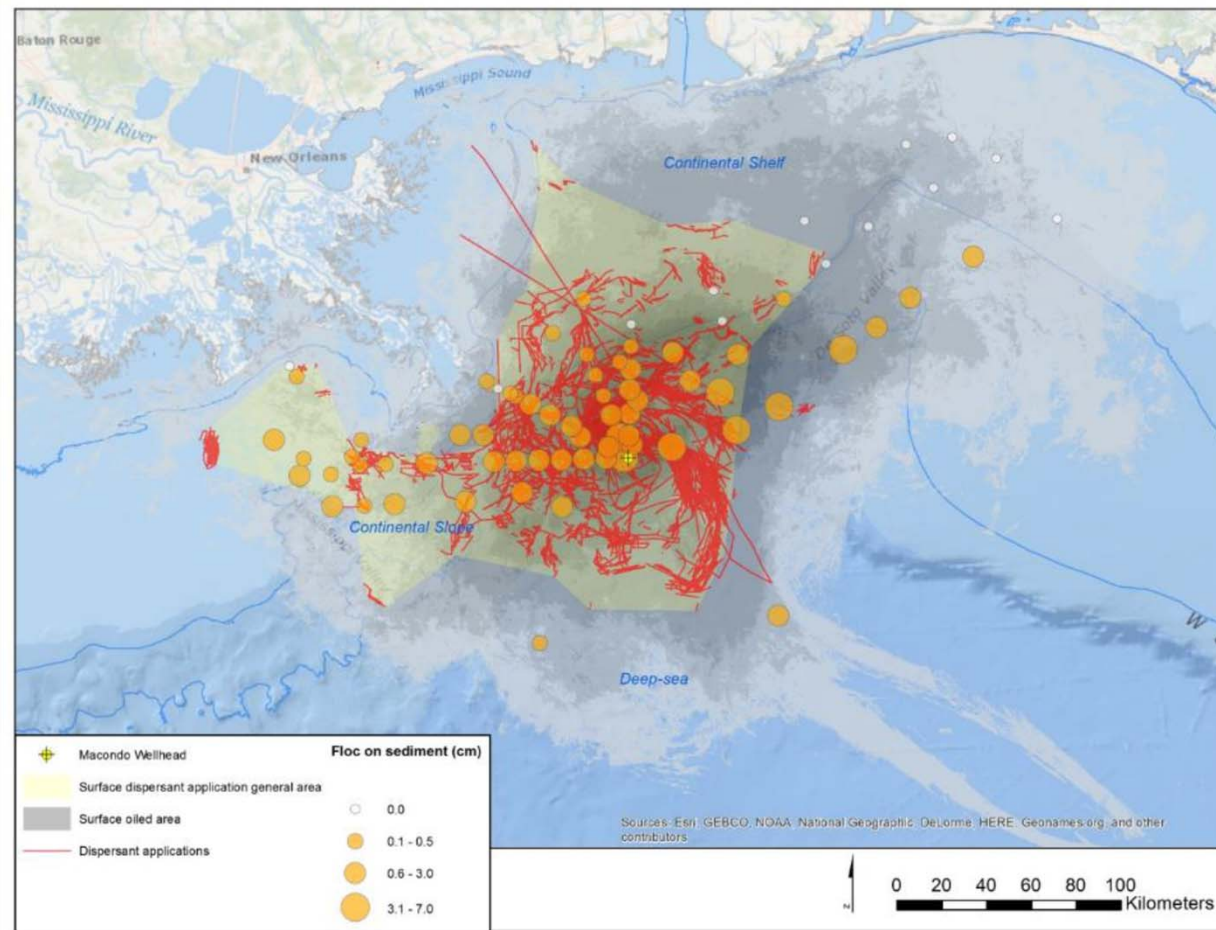 Baton Rouge
Mississippi River
New Orleans
Mississippi Sound
Continental Shelf
DeSoto Valley
Continental Slope
Deep-sea
W
Sources: Esri, GEBCO, NOAA, National Geographic, DeLorme, HERE, Geonames.org, and other
contributors
Macondo Wellhead
Surface dispersant application general area
Surface oiled area
Dispersant applications
Floc on sediment (cm)
0.0
0.1 - 0.5
0.6 - 3.0
3.1 - 7.0
N
0 20 40 60 80 100
Kilometers